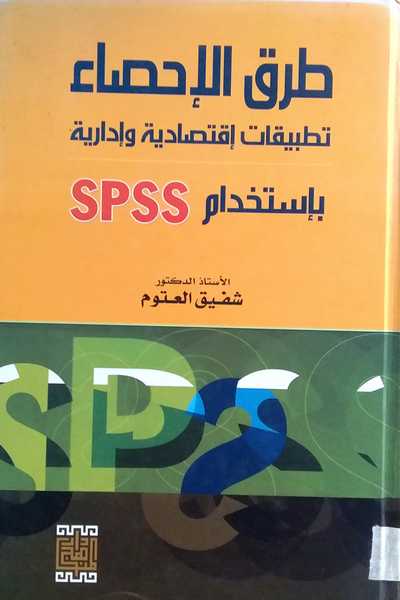 طرق الإحصاء
تطبيقات إقتصادية وإدارية
بإستخدام SPSS
الأستاذ الدكتور
شفيق العتوم
SPSS